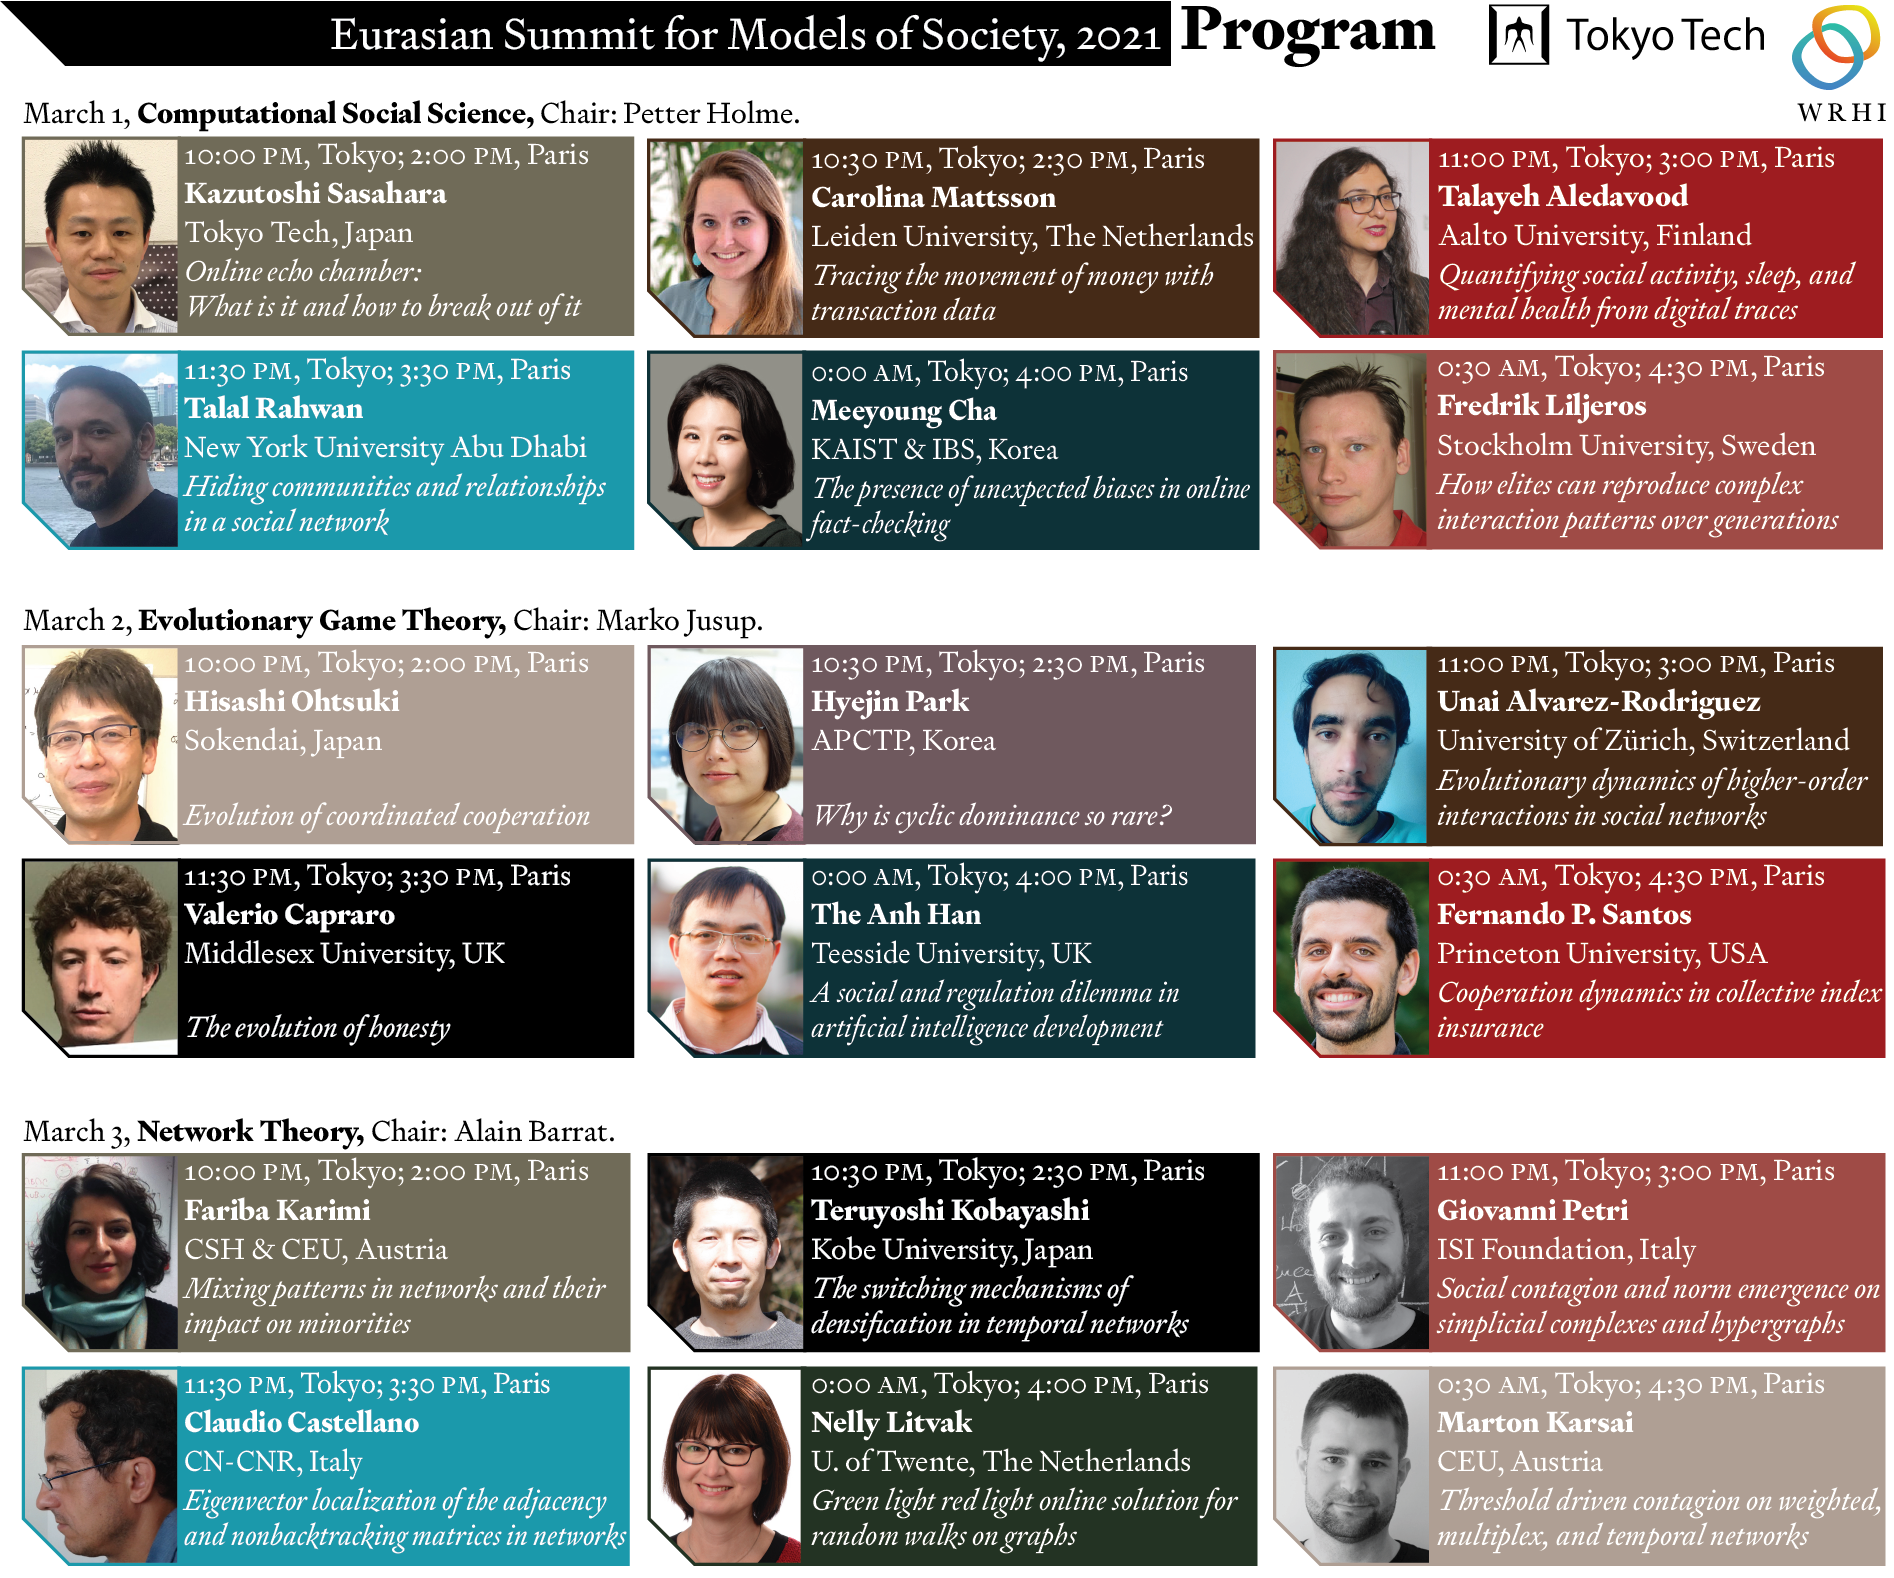 Eurasian Summit for Models of Society, 2021 Program
Tokyo Tech
WRHI
March 1, Computational Social Science, Chair: Petter Holme.
10:00 PM, Tokyo; 2:00 PM, Paris
Kazutoshi Sasahara
Tokyo Tech, Japan
Online echo chamber:
What is it and how to break out of it
10:30 PM, Tokyo; 2:30 PM, Paris
Carolina Mattsson
Leiden University, The Netherlands
Tracing the movement of money with
transaction data
11:00 PM, Tokyo; 3:00 PM, Paris
Talayeh Aledavood
Aalto University, Finland
Quantifying social activity, sleep, and
mental health from digital traces
11:30 PM, Tokyo; 3:30 PM, Paris
Talal Rahwan
New York University Abu Dhabi
Hiding communities and relationships
in a social network
0:00 AM, Tokyo; 4:00 PM, Paris
Meeyoung Cha
KAIST & IBS, Korea
The presence of unexpected biases in online
fact-checking
0:30 AM, Tokyo; 4:30 PM, Paris
Fredrik Liljeros
Stockholm University, Sweden
How elites can reproduce complex
interaction patterns over generations
March 2, Evolutionary Game Theory, Chair: Marko Jusup.
10:00 PM, Tokyo; 2:00 PM, Paris
Hisashi Ohtsuki
Sokendai, Japan
Evolution of coordinated cooperation
10:30 PM, Tokyo; 2:30 PM, Paris
Hyejin Park
APCTP, Korea
Why is cyclic dominance so rare?
11:00 PM, Tokyo; 3:00 PM, Paris
Unai Alvarez-Rodriguez
University of Zürich, Switzerland
Evolutionary dynamics of higher-order
interactions in social networks
11:30 PM, Tokyo; 3:30 PM, Paris
Valerio Capraro
Middlesex University, UK
The evolution of honesty
0:00 AM, Tokyo; 4:00 PM, Paris
The Anh Han
Teesside University, UK
A social and regulation dilemma in
artificial intelligence development
0:30 AM, Tokyo; 4:30 PM, Paris
Fernando P. Santos
Princeton University, USA
Cooperation dynamics in collective index
insurance
March 3, Network Theory, Chair: Alain Barrat.
10:00 PM, Tokyo; 2:00 PM, Paris
Fariba Karimi
CSH & CEU, Austria
Mixing patterns in networks and their
impact on minorities
10:30 PM, Tokyo; 2:30 PM, Paris
Teruyoshi Kobayashi
Kobe University, Japan
The switching mechanisms of
densification in temporal networks
11:00 PM, Tokyo; 3:00 PM, Paris
Giovanni Petri
ISI Foundation, Italy
Social contagion and norm emergence on
simplicial complexes and hypergraphs
11:30 PM, Tokyo; 3:30 PM, Paris
Claudio Castellano
CN-CNR, Italy
Eigenvector localization of the adjacency
and nonbacktracking matrices in networks
0:00 AM, Tokyo; 4:00 PM, Paris
Nelly Litvak
U. of Twente, The Netherlands
Green light red light online solution for
random walks on graphs
0:30 AM, Tokyo; 4:30 PM, Paris
Marton Karsai
CEU, Austria
Threshold driven contagion on weighted,
multiplex, and temporal networks